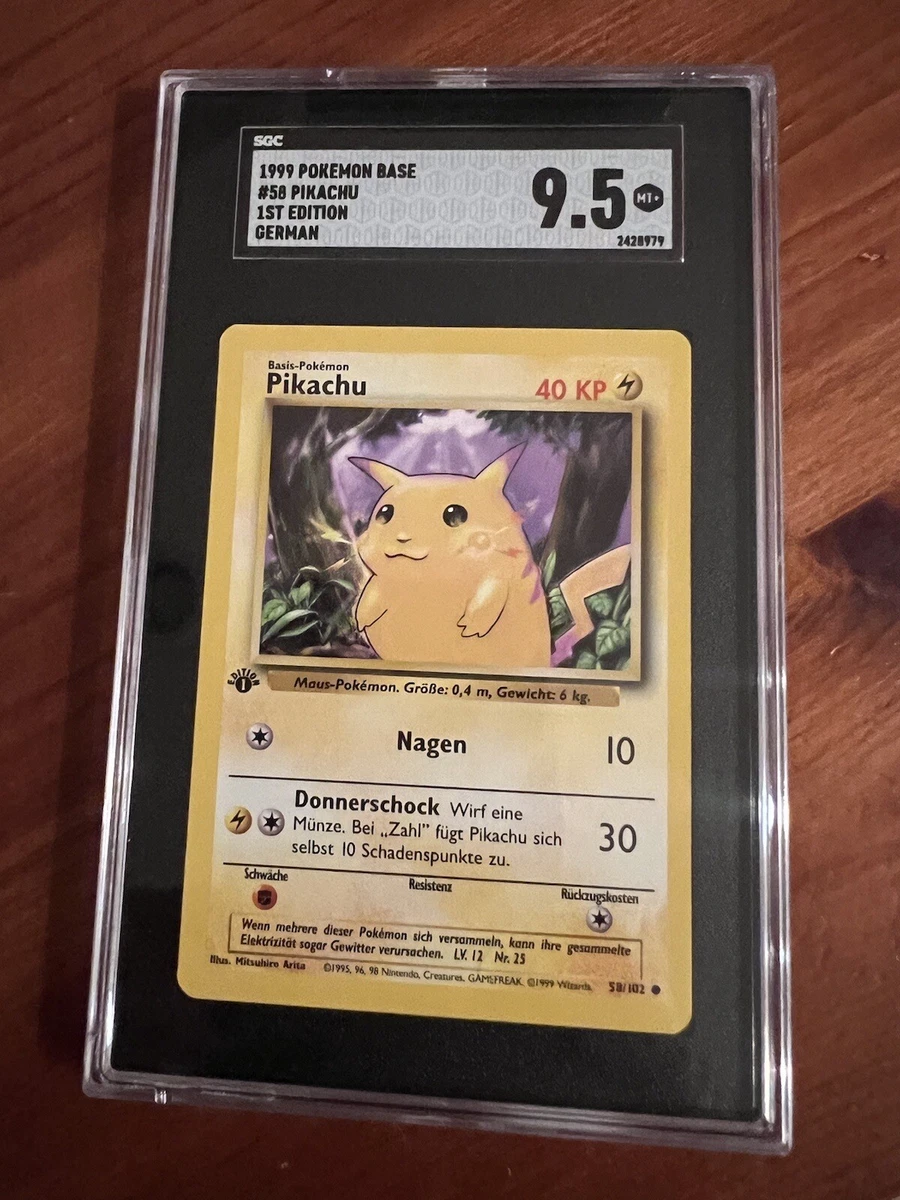 SGC
1999 POKEMON BASE
#58 PIKACHU
1ST EDITION
GERMAN
9.5
MT+
2428979
Basis-Pokémon
Pikachu
40 KP
EDITION
1
Maus-Pokémon. Größe: 0,4 m, Gewicht: 6 kg.
Nagen
10
Donnerschock Wirf eine
Münze. Bei „Zahl” fügt Pikachu sich
selbst 10 Schadenspunkte zu.
30
Schwäche
Resistenz
Rückzugskosten
Wenn mehrere dieser Pokémon sich versammeln, kann ihre gesammelte
Elektrizität sogar Gewitter verursachen. LV. 12 Nr. 25
Illus. Mitsuhiro Arita
©1995, 96, 98 Nintendo, Creatures, GAMEFREAK. ©1999 Wizards.
58/102